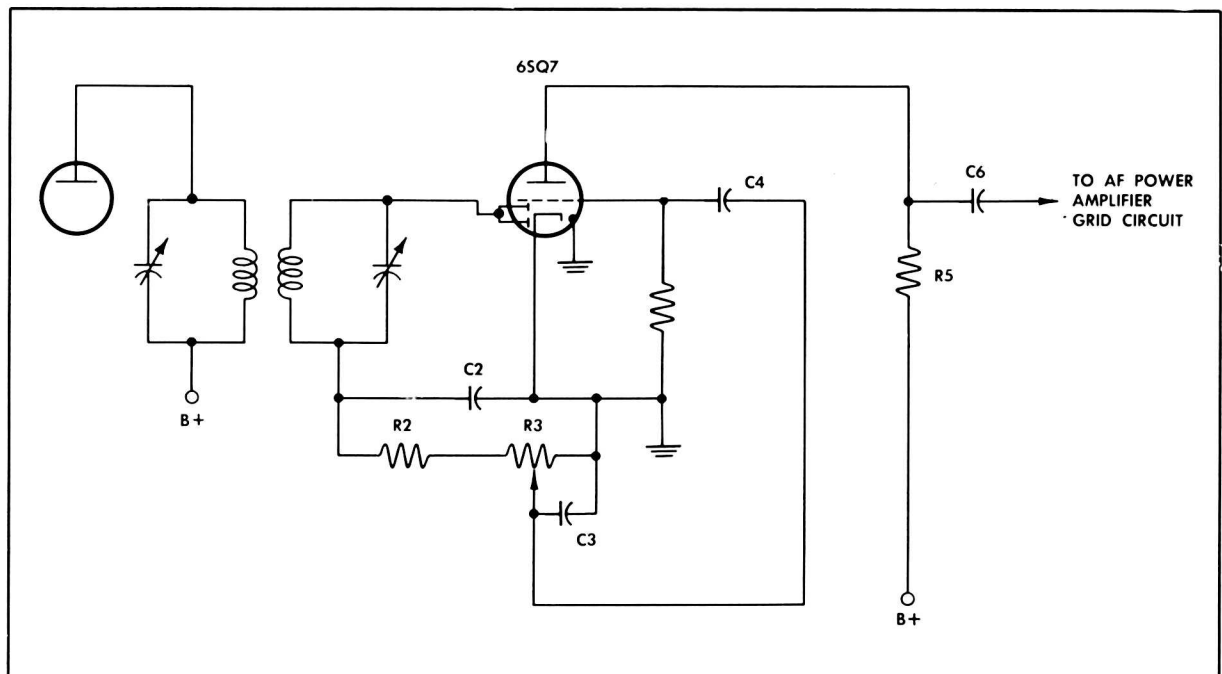 6SQ7
C4
C6
TO AF POWER
AMPLIFIER
GRID CIRCUIT
R5
C2
B+
R2
R3
C3
B+